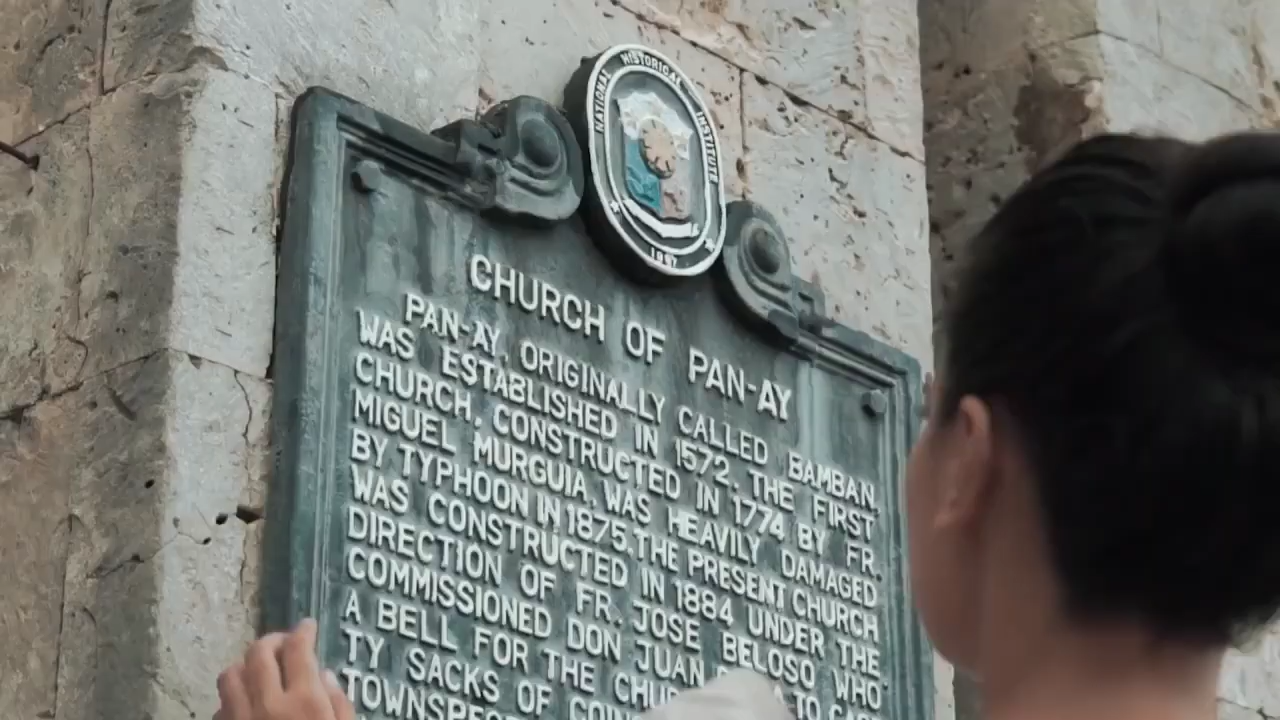 NATIONAL HISTORICAL INSTITUTE
1997
CHURCH OF PAN-AY
PAN-AY, ORIGINALLY CALLED BAMBAN,
WAS ESTABLISHED IN 1572. THE FIRST
CHURCH, CONSTRUCTED IN 1774 BY FR.
MIGUEL MURGUIA, WAS HEAVILY DAMAGED
BY TYPHOON IN 1875. THE PRESENT CHURCH
WAS CONSTRUCTED IN 1884 UNDER THE
DIRECTION OF FR. JOSE BELOSO WHO
COMMISSIONED DON JUAN TO CAST
A BELL FOR THE
TY SACKS OF